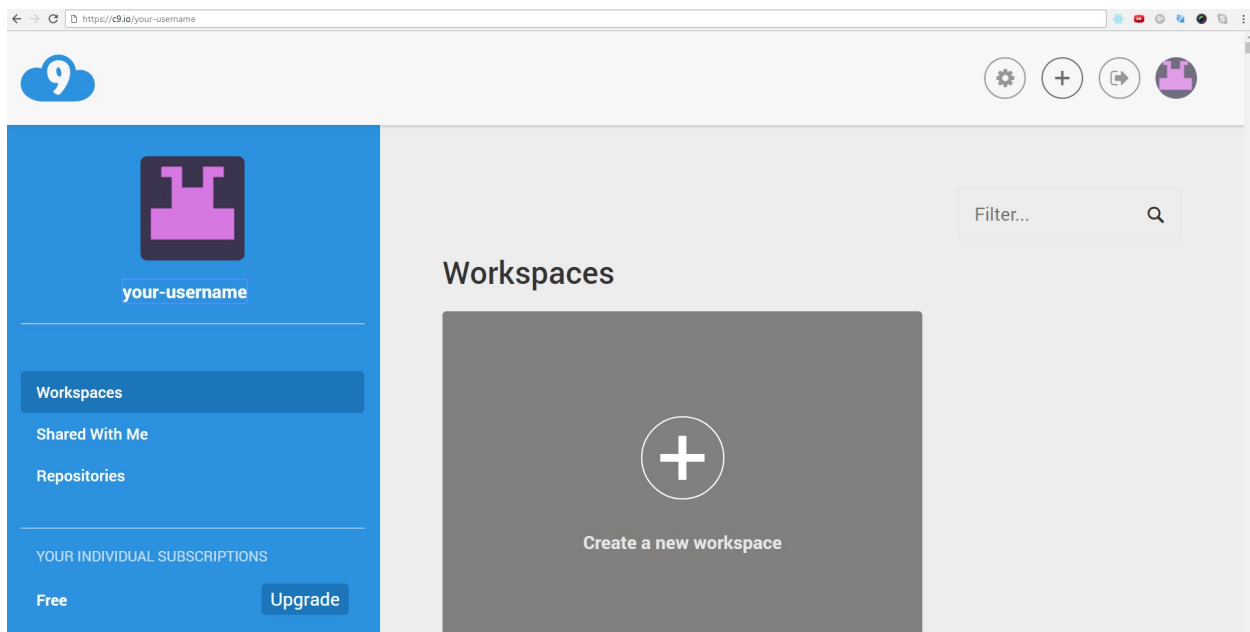 https://c9.io/your-username
9
your-username
Workspaces
Shared With Me
Repositories
YOUR INDIVIDUAL SUBSCRIPTIONS
Free
Upgrade
Filter...
Workspaces
Create a new workspace